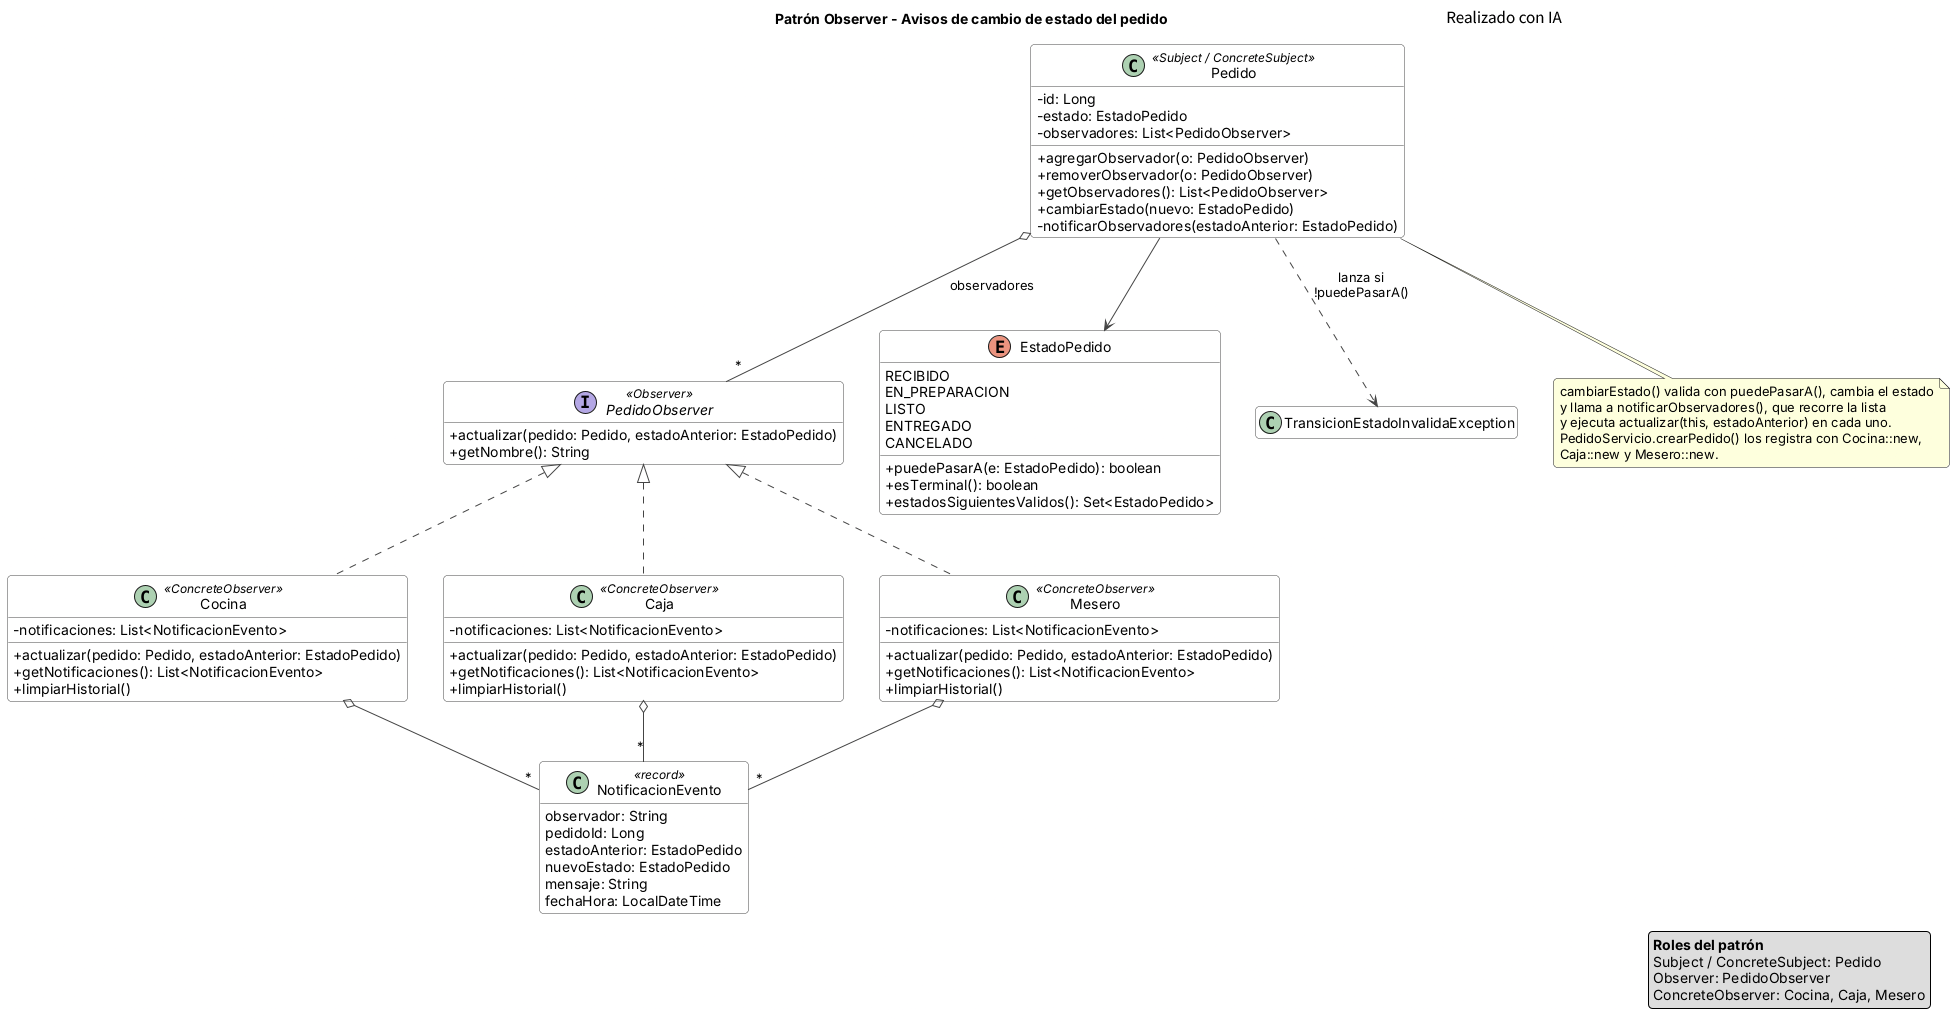 Patrón Observer - Avisos de cambio de estado del pedido
Realizado con IA
C
«Subject / ConcreteSubject»
Pedido
-id: Long
-estado: EstadoPedido
-observadores: List<PedidoObserver>
+agregarObservador(o: PedidoObserver)
+removerObservador(o: PedidoObserver)
+getObservadores(): List<PedidoObserver>
+cambiarEstado(nuevo: EstadoPedido)
-notificarObservadores(estadoAnterior: EstadoPedido)
observadores
*
lanza si
!puedePasarA()
I
«Observer»
PedidoObserver
+actualizar(pedido: Pedido, estadoAnterior: EstadoPedido)
+getNombre(): String
E EstadoPedido
RECIBIDO
EN_PREPARACION
LISTO
ENTREGADO
CANCELADO
+puedePasarA(e: EstadoPedido): boolean
+esTerminal(): boolean
+estadosSiguientesValidos(): Set<EstadoPedido>
C TransicionEstadoInvalidaException
cambiarEstado() valida con puedePasarA(), cambia el estado
y llama a notificarObservadores(), que recorre la lista
y ejecuta actualizar(this, estadoAnterior) en cada uno.
PedidoServicio.crearPedido() los registra con Cocina::new,
Caja::new y Mesero::new.
C
«ConcreteObserver»
Cocina
-notificaciones: List<NotificacionEvento>
+actualizar(pedido: Pedido, estadoAnterior: EstadoPedido)
+getNotificaciones(): List<NotificacionEvento>
+limpiarHistorial()
C
«ConcreteObserver»
Caja
-notificaciones: List<NotificacionEvento>
+actualizar(pedido: Pedido, estadoAnterior: EstadoPedido)
+getNotificaciones(): List<NotificacionEvento>
+limpiarHistorial()
C
«ConcreteObserver»
Mesero
-notificaciones: List<NotificacionEvento>
+actualizar(pedido: Pedido, estadoAnterior: EstadoPedido)
+getNotificaciones(): List<NotificacionEvento>
+limpiarHistorial()
*
*
*
C
«record»
NotificacionEvento
observador: String
pedidoId: Long
estadoAnterior: EstadoPedido
nuevoEstado: EstadoPedido
mensaje: String
fechaHora: LocalDateTime
Roles del patrón
Subject / ConcreteSubject: Pedido
Observer: PedidoObserver
ConcreteObserver: Cocina, Caja, Mesero